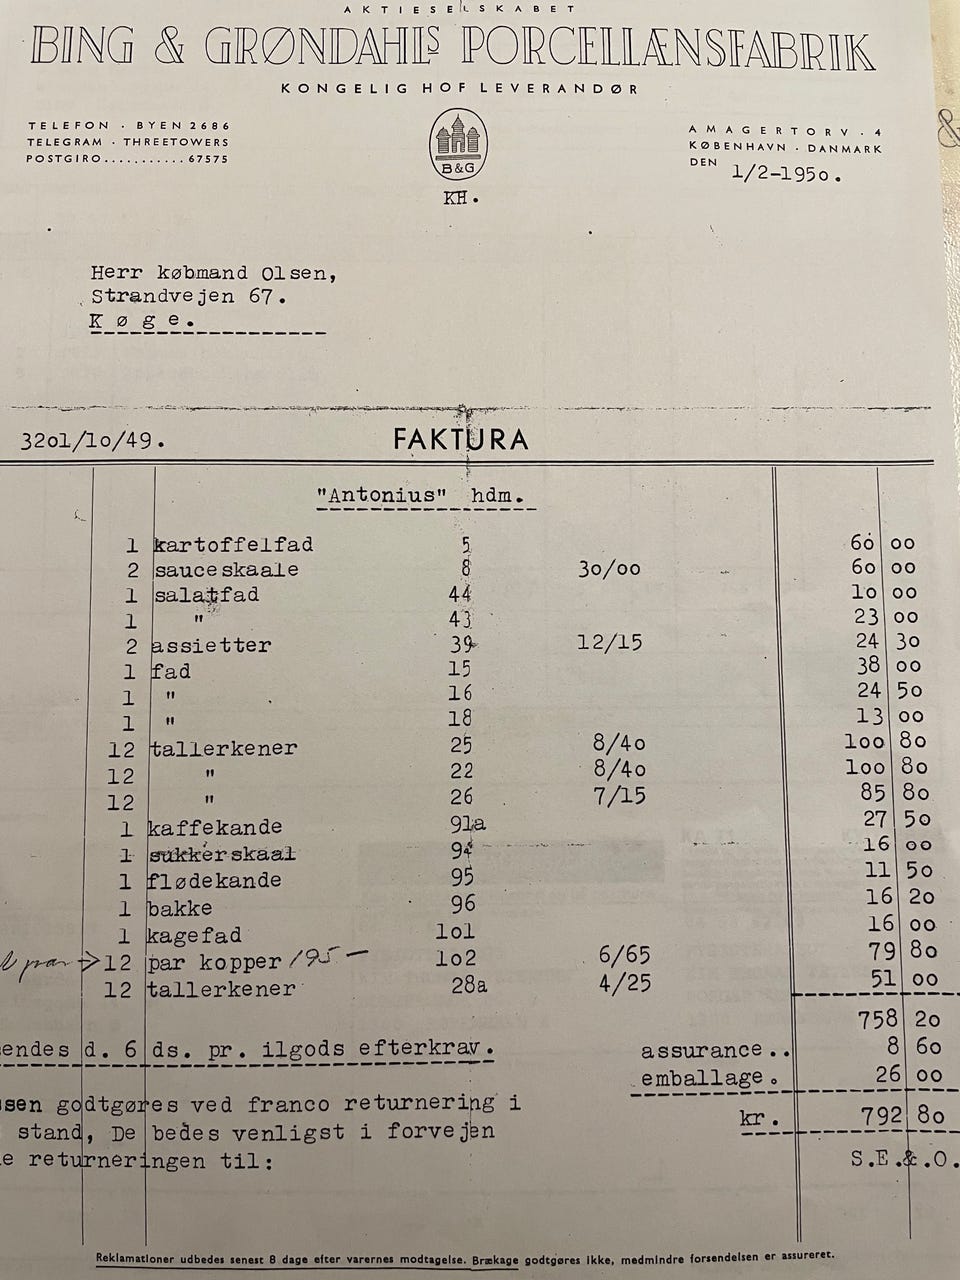 AKTIESELSKABET
BING & GRØNDAHLS PORCELLÆNSFABRIK
KONGELIG HOF LEVERANDØR
TELEFON . BYEN 2686
TELEGRAM . THREETOWERS
POSTGIRO...........67575
B&G
KH.
AMAGERTORV . 4
KØBENHAVN . DANMARK
DEN 1/2-1950.
Herr købmand Olsen,
Strandvejen 67.
K ø g e.
3201/10/49. FAKTURA
"Antonius" hdm.
1 kartoffelfad 5 60 00
2 sauceskaale 8 30/00 60 00
1 salatfad 44 10 00
1 " 43 23 00
2 assietter 39 12/15 24 30
1 fad 15 38 00
1 " 16 24 50
1 " 18 13 00
12 tallerkener 25 8/40 100 80
12 " 22 8/40 100 80
12 " 26 7/15 85 80
1 kaffekande 91a 27 50
1 sukkerskaal 94 16 00
1 flødekande 95 11 50
1 bakke 96 16 20
1 kagefad 101 16 00
par → 12 par kopper /95 — 102 6/65 79 80
12 tallerkener 28a 4/25 51 00
758 20
endes d. 6 ds. pr. ilgods efterkrav. assurance.. 8 60
emballage. 26 00
sen godtgøres ved franco returnering i
kr. 792 80
stand, De bedes venligst i forvejen
e returneringen til: S.E.&.O.
Reklamationer udbedes senest 8 dage efter varernes modtagelse. Brækage godtgøres ikke, medmindre forsendelsen er assureret.